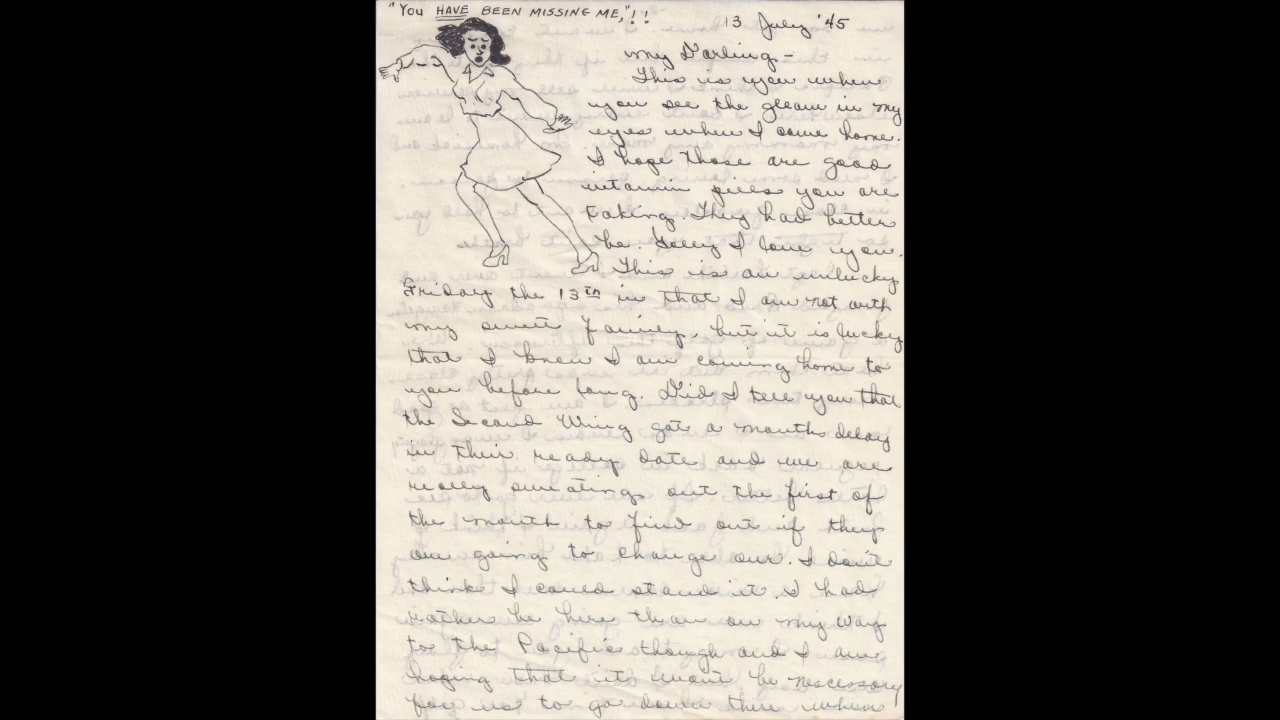 "You HAVE BEEN MISSING ME,"!!
13 July '45
My Darling -
This is you when
you see the gleam in my
eyes when I come home.
I hope those are good
vitamin pills you are
taking. They had better
be. Golly I love you.
This is an unlucky
Friday the 13th in that I am not with
my sweet family, but it is lucky
that I know I am coming home to
you before long. Did I tell you that
the Second Wing got a months delay
in their ready date and we are
really sweating out the first of
the month to find out if they
are going to change our. I don't
think I could stand it. I had
rather be here than on my way
to the Pacific though and I am
hoping that it won't be nescessary
for us to go down there when